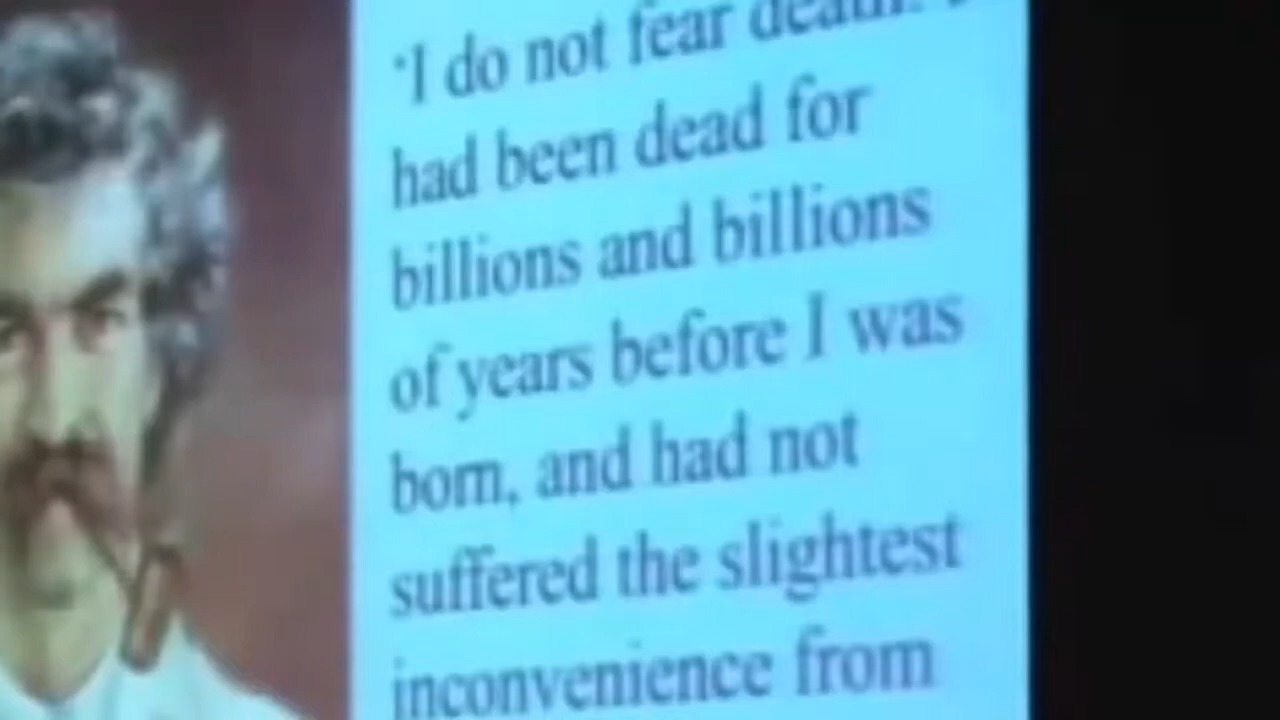 "I do not fear death. I
had been dead for
billions and billions
of years before I was
born, and had not
suffered the slightest
inconvenience from